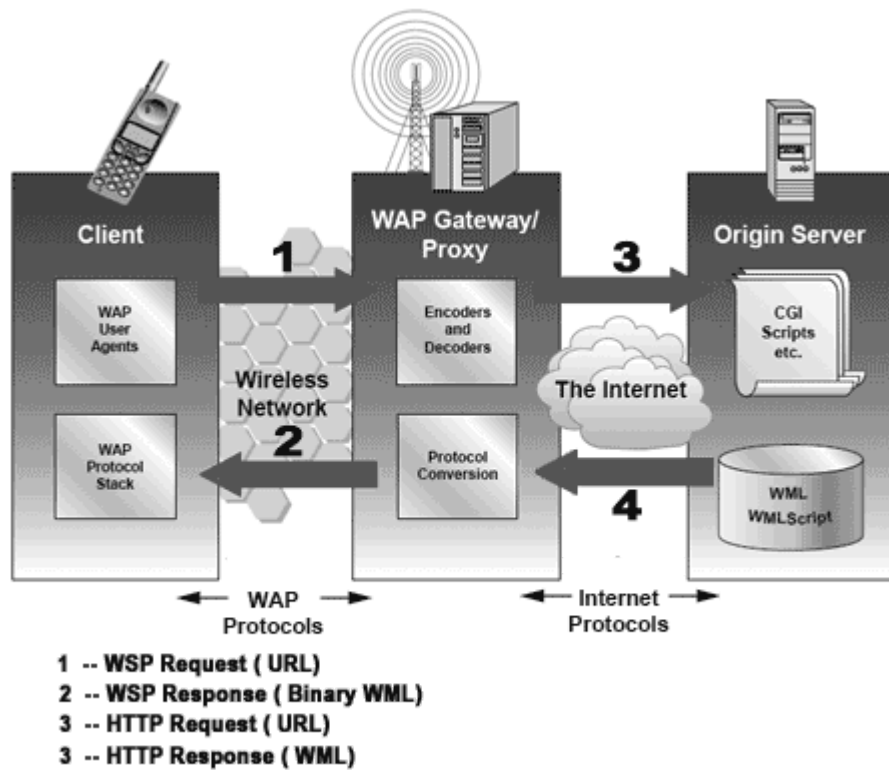 Client
WAP Gateway/
Proxy
Origin Server
1
3
WAP
User
Agents
Encoders
and
Decoders
CGI
Scripts
etc.
Wireless
Network
The Internet
2
WAP
Protocol
Stack
Protocol
Conversion
4
WML
WMLScript
WAP
Protocols
Internet
Protocols
1 -- WSP Request ( URL)
2 -- WSP Response ( Binary WML)
3 -- HTTP Request ( URL)
3 -- HTTP Response ( WML)